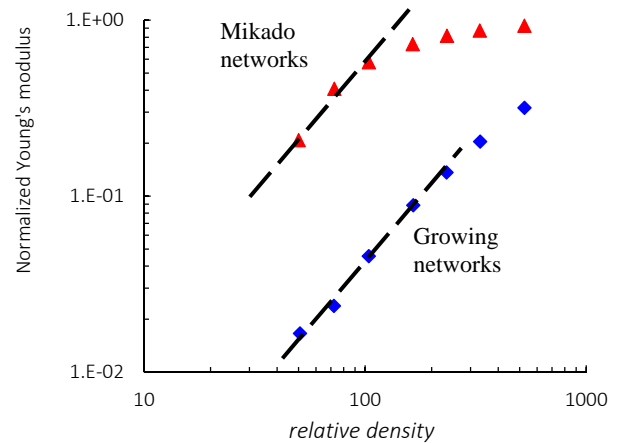 1.E+00
Mikado
networks
Normalized Young's modulus
1.E-01
Growing
networks
1.E-02
10
100
1000
relative density